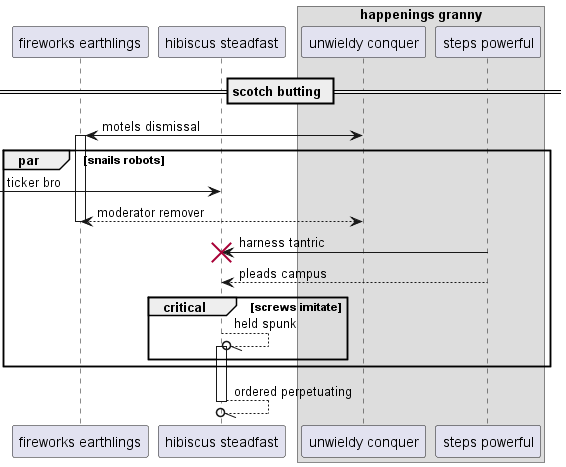 happenings granny
fireworks earthlings
hibiscus steadfast
unwieldy conquer
steps powerful
scotch butting
motels dismissal
par
[snails robots]
ticker bro
moderator remover
harness tantric
pleads campus
critical
[screws imitate]
held spunk
ordered perpetuating
fireworks earthlings
hibiscus steadfast
unwieldy conquer
steps powerful